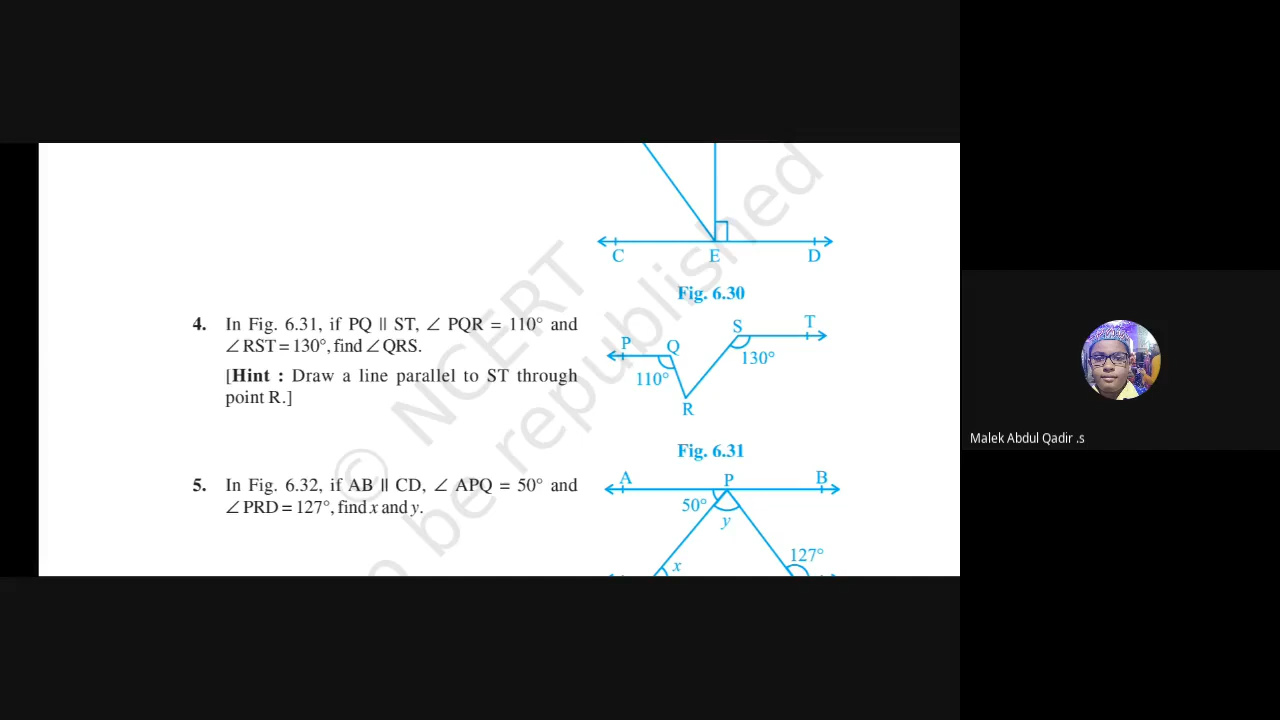 C E D
Fig. 6.30
4. In Fig. 6.31, if PQ || ST, ∠ PQR = 110° and
∠ RST = 130°, find ∠ QRS.
[Hint : Draw a line parallel to ST through
point R.]
P Q S T
110° 130°
R
Fig. 6.31
5. In Fig. 6.32, if AB || CD, ∠ APQ = 50° and
∠ PRD = 127°, find x and y.
A P B
50° y
x 127°
© NCERT
o be republished
Malek Abdul Qadir .s